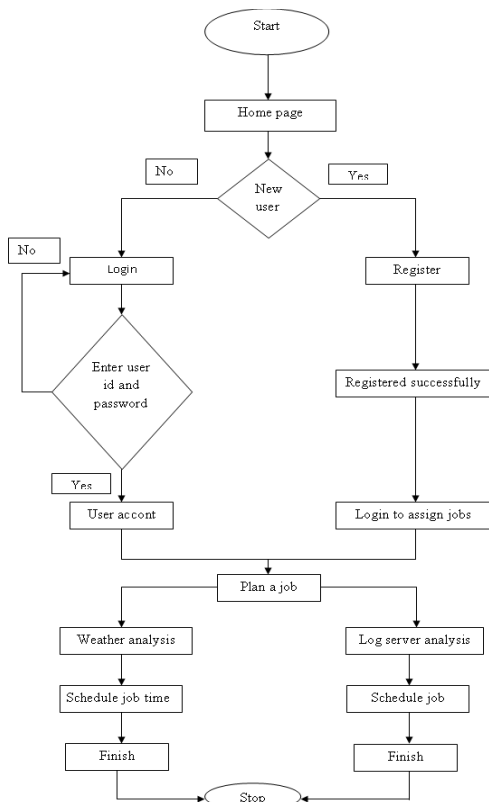 Start
Home page
No
Yes
New
user
No
Login
Register
Enter user
id and
password
Registered successfully
Yes
User accont
Login to assign jobs
Plan a job
Weather analysis
Log server analysis
Schedule job time
Schedule job
Finish
Finish
Stop